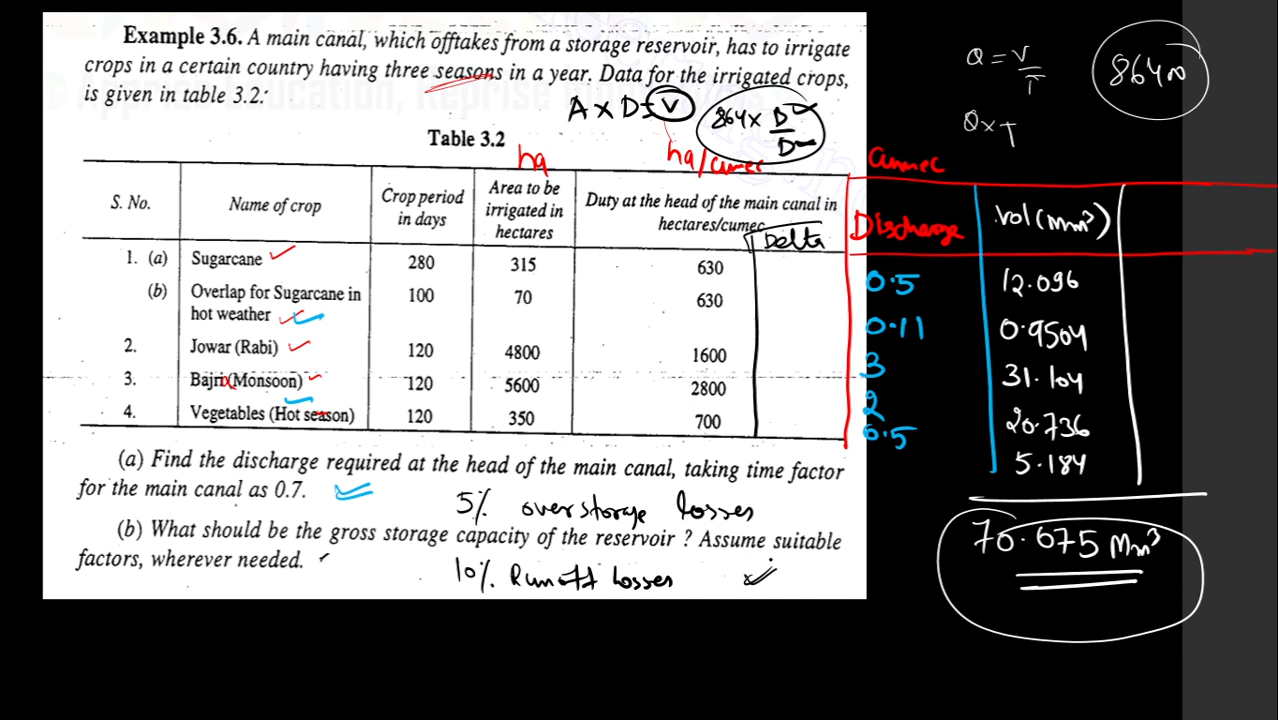 Example 3.6. A main canal, which offtakes from a storage reservoir, has to irrigate
crops in a certain country having three seasons in a year. Data for the irrigated crops,
is given in table 3.2.
A x D = V
864 x D/D
Q = V/T
Q x T
86400
Table 3.2
ha
ha/cumec
cumec
S. No. Name of crop Crop period in days Area to be irrigated in hectares Duty at the head of the main canal in hectares/cumec Delta Discharge vol(Mm³)
1. (a) Sugarcane 280 315 630 0.5 12.096
(b) Overlap for Sugarcane in hot weather 100 70 630 0.11 0.9504
2. Jowar (Rabi) 120 4800 1600 3 31.104
3. Bajri (Monsoon) 120 5600 2800 2 20.736
4. Vegetables (Hot season) 120 350 700 0.5 5.184
70.075 Mm³
(a) Find the discharge required at the head of the main canal, taking time factor
for the main canal as 0.7.
5% over storage losses
(b) What should be the gross storage capacity of the reservoir ? Assume suitable
factors, wherever needed.
10% Runoff losses